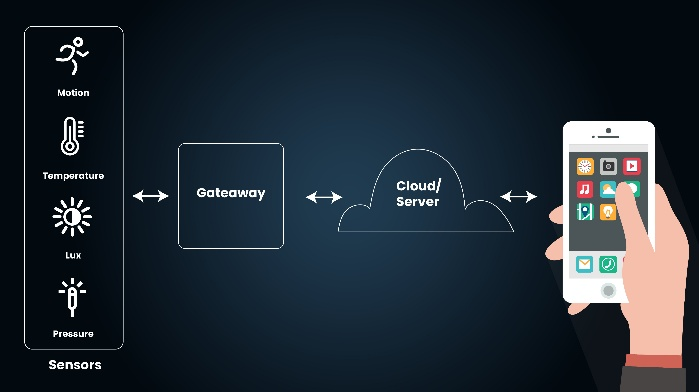 Motion
Temperature
Lux
Pressure
Sensors
Gateaway
Cloud/
Server